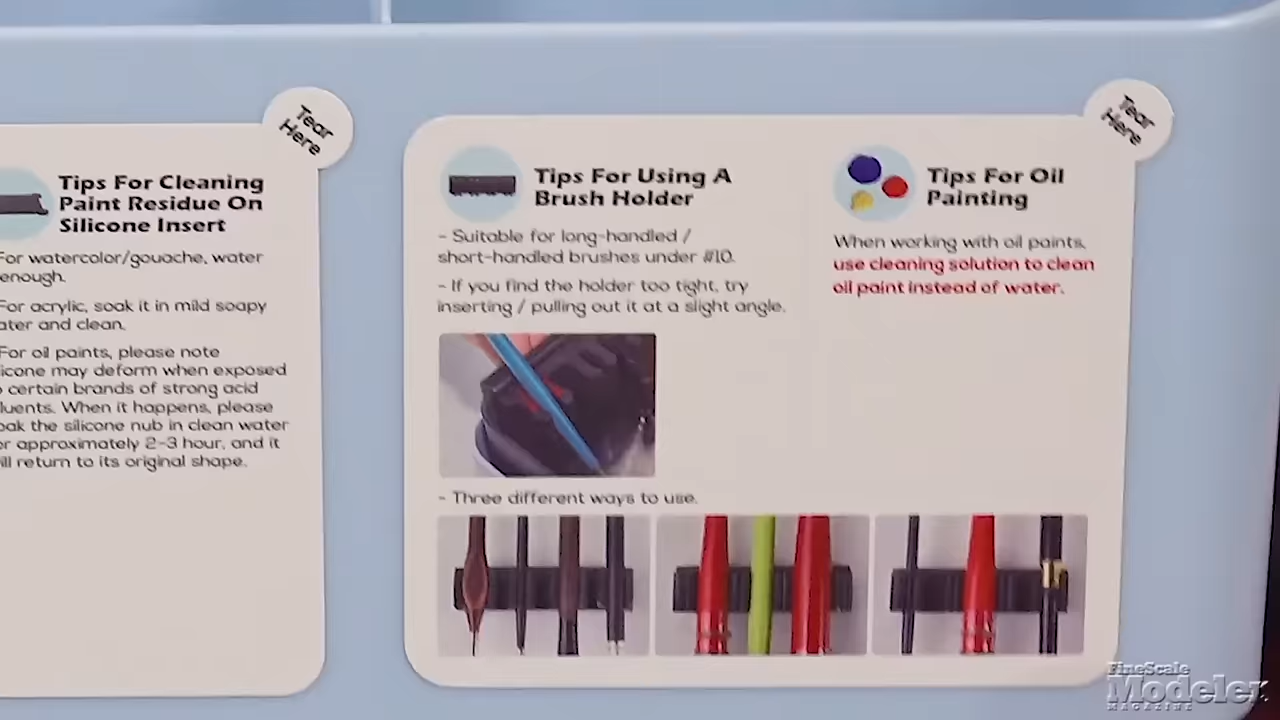 Tear
Here
Tips For Cleaning
Paint Residue On
Silicone Insert
For watercolor/gouache, water
enough.
For acrylic, soak it in mild soapy
ater and clean.
For oil paints, please note
icone may deform when exposed
certain brands of strong acid
luents. When it happens, please
oak the silicone nub in clean water
or approximately 2-3 hour, and it
ill return to its original shape.
Tear
Here
Tips For Using A
Brush Holder
- Suitable for long-handled /
short-handled brushes under #10.
- If you find the holder too tight, try
inserting / pulling out it at a slight angle.
- Three different ways to use.
Tips For Oil
Painting
When working with oil paints,
use cleaning solution to clean
oil paint instead of water.
FineScale
Modeler
MAGAZINE